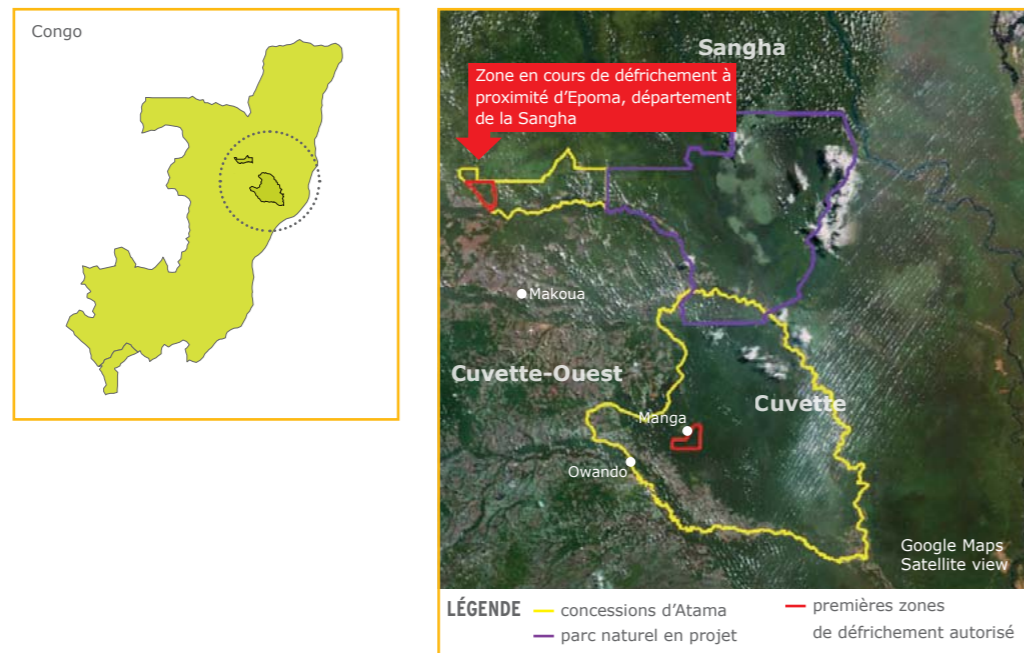 Congo
Sangha
Zone en cours de défrichement à
proximité d’Epoma, département
de la Sangha
Makoua
Cuvette-Ouest
Cuvette
Manga
Owando
Google Maps
Satellite view
LÉGENDE
concessions d’Atama
parc naturel en projet
premières zones
de défrichement autorisé